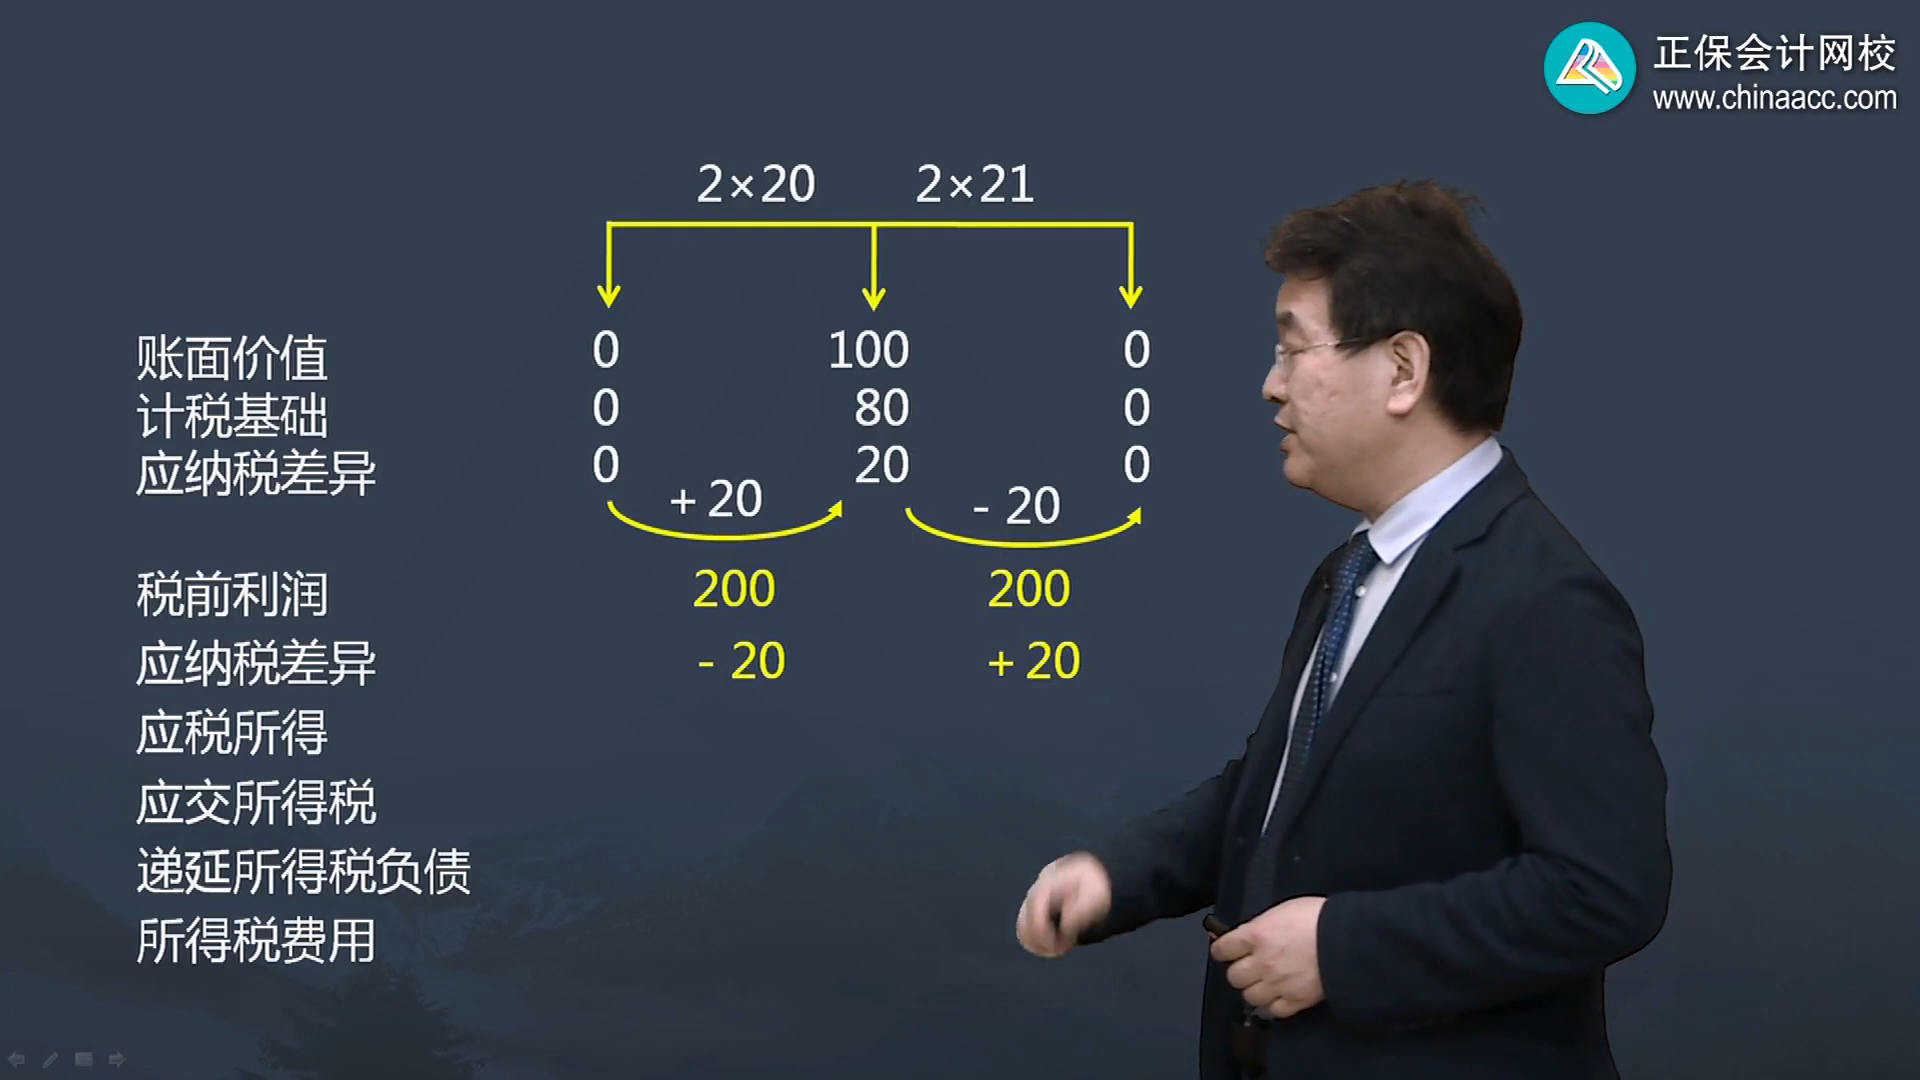 正保会计网校
www.chinaacc.com
2×20 2×21
账面价值 0 100 0
计税基础 0 80 0
应纳税差异 0 20 0
+ 20 - 20
税前利润 200 200
应纳税差异 - 20 + 20
应税所得
应交所得税
递延所得税负债
所得税费用